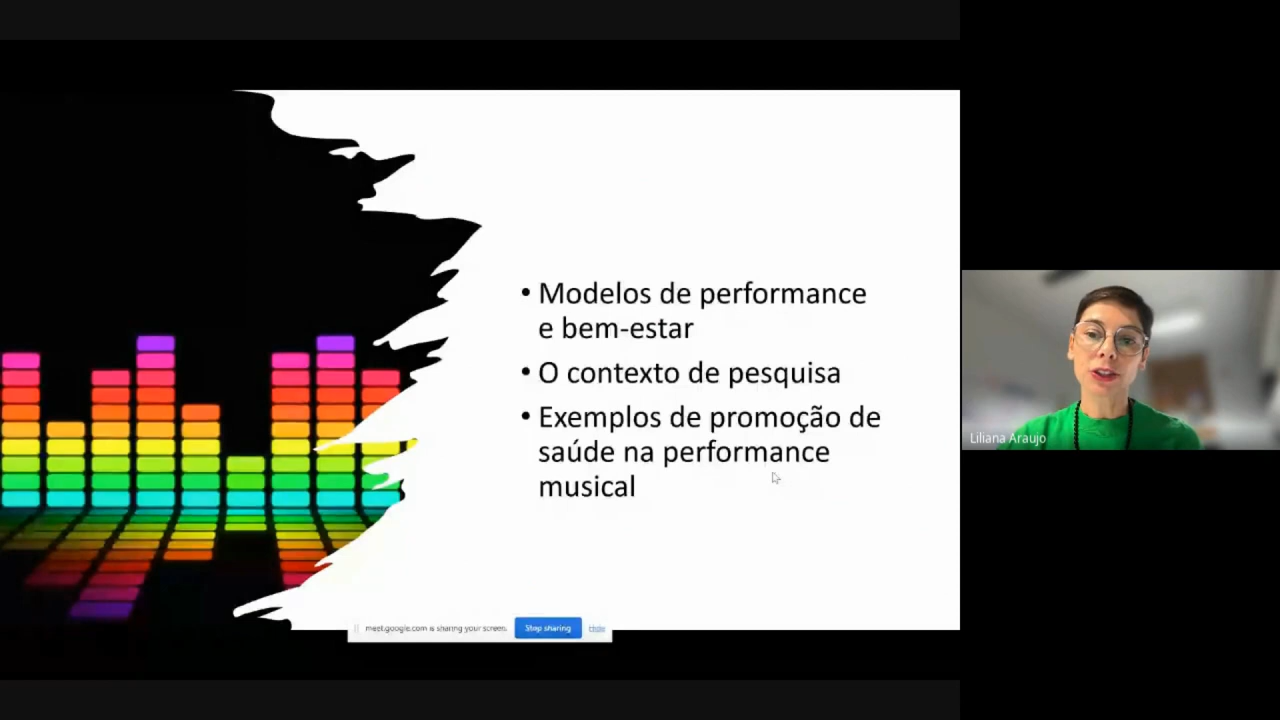 • Modelos de performance
e bem-estar
• O contexto de pesquisa
• Exemplos de promoção de
saúde na performance
musical
Liliana Araujo
meet.google.com is sharing your screen.
Stop sharing
Hide